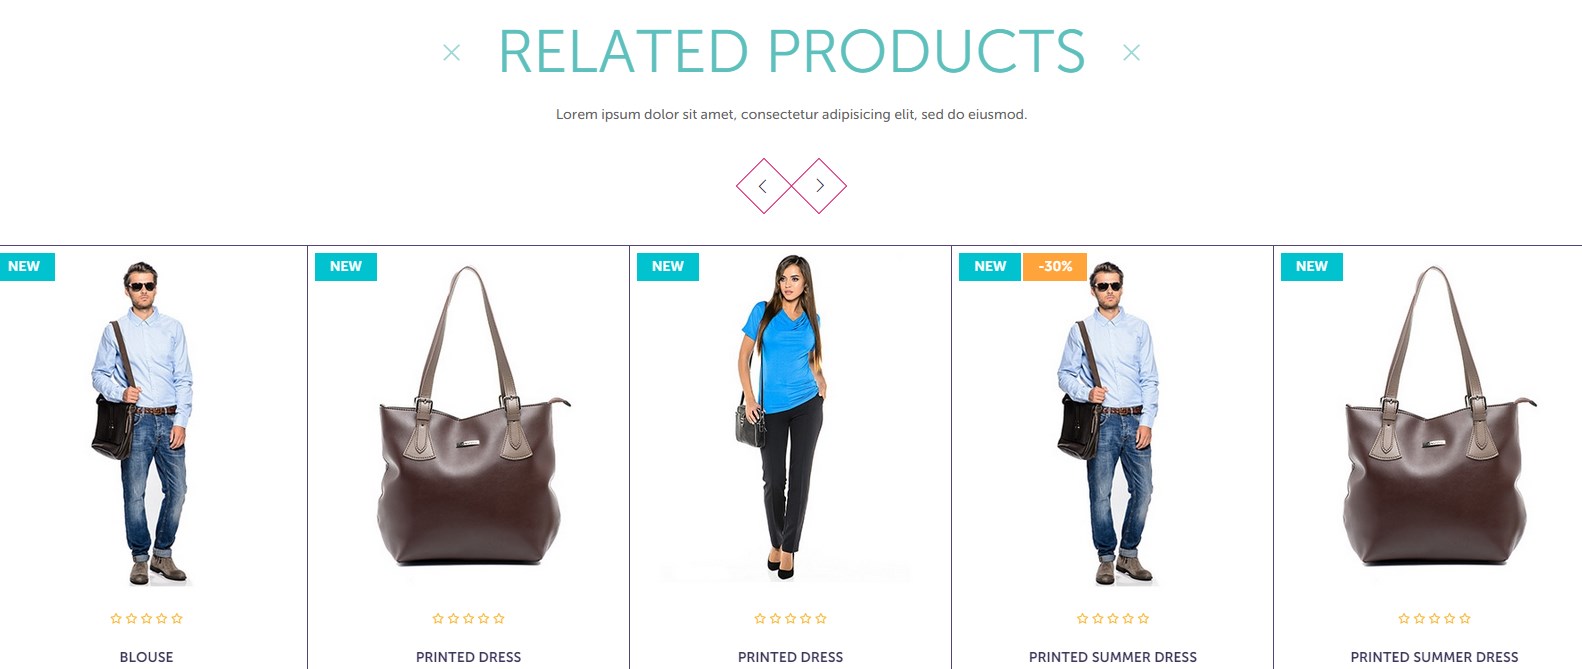 RELATED PRODUCTS
Lorem ipsum dolor sit amet, consectetur adipisicing elit, sed do eiusmod.
NEW
NEW
NEW
NEW -30%
NEW
BLOUSE
PRINTED DRESS
PRINTED DRESS
PRINTED SUMMER DRESS
PRINTED SUMMER DRESS